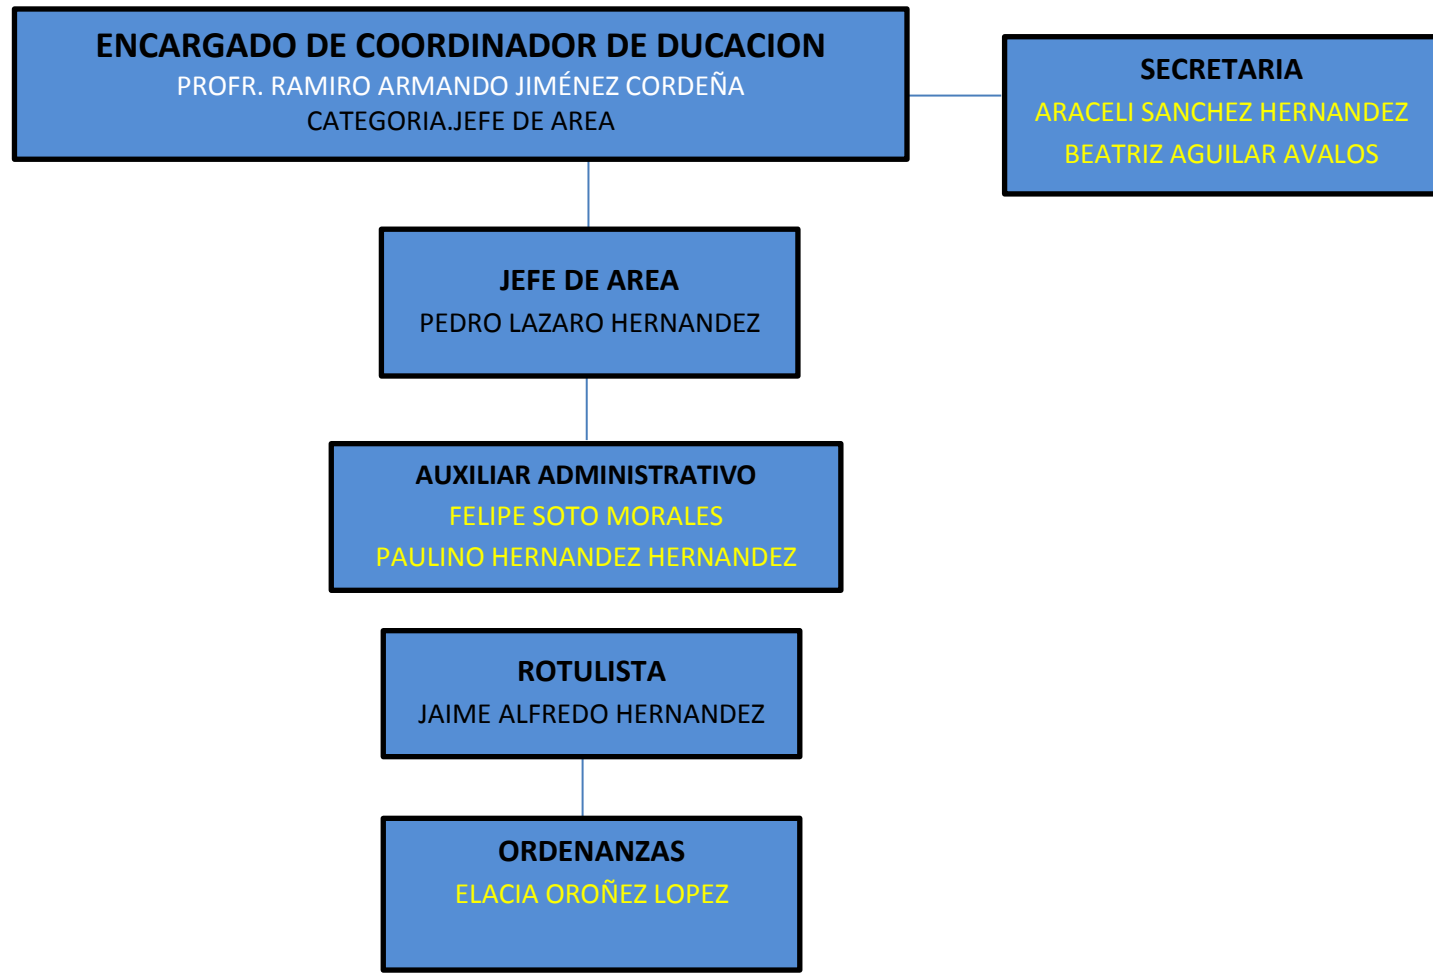 ENCARGADO DE COORDINADOR DE DUCACION
PROFR. RAMIRO ARMANDO JIMÉNEZ CORDEÑA
CATEGORIA.JEFE DE AREA
SECRETARIA
ARACELI SANCHEZ HERNANDEZ
BEATRIZ AGUILAR AVALOS
JEFE DE AREA
PEDRO LAZARO HERNANDEZ
AUXILIAR ADMINISTRATIVO
FELIPE SOTO MORALES
PAULINO HERNANDEZ HERNANDEZ
ROTULISTA
JAIME ALFREDO HERNANDEZ
ORDENANZAS
ELACIA OROÑEZ LOPEZ